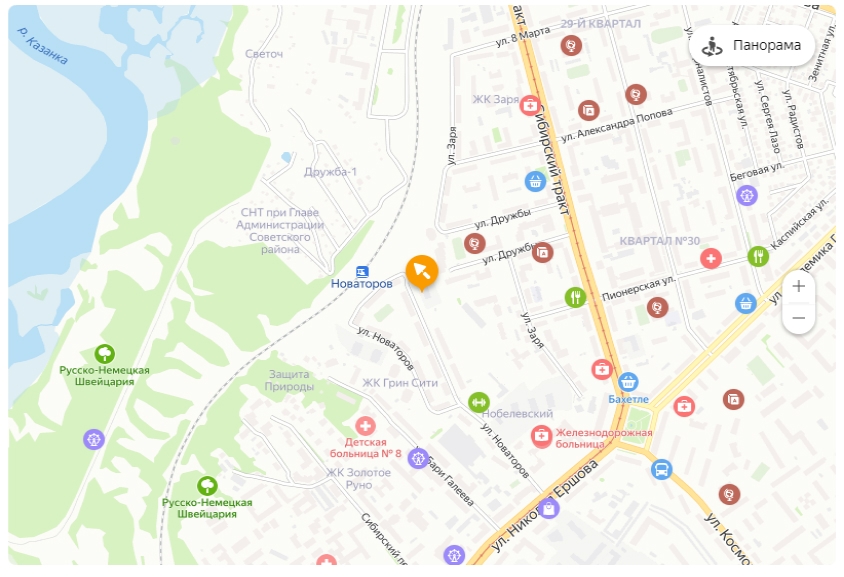 р. Казанка
Светоч
29-Й КВАРТАЛ
ул. 8 Марта
Панорама
Зенитная ул.
ЖК Заря
ул. Заря
Сибирский тракт
ул. Александра Попова
ул. Сергея Лазо
ул. Радистов
Беговая ул.
Дружба-1
СНТ при Главе
Администрации
Советского
района
ул. Дружбы
ул. Дружбы
КВАРТАЛ №30
Каспийская ул.
Новаторов
Пионерская ул.
ул. Заря
ул. Новаторов
Русско-Немецкая
Швейцария
Защита
Природы
ЖК Грин Сити
Бахетле
Нобелевский
Детская
больница № 8
Железнодорожная
больница
ул. Новаторов
ЖК Золотое
Руно
Бари Галеева
Русско-Немецкая
Швейцария
ул. Николая Ершова
Сибирский
ул. Космо